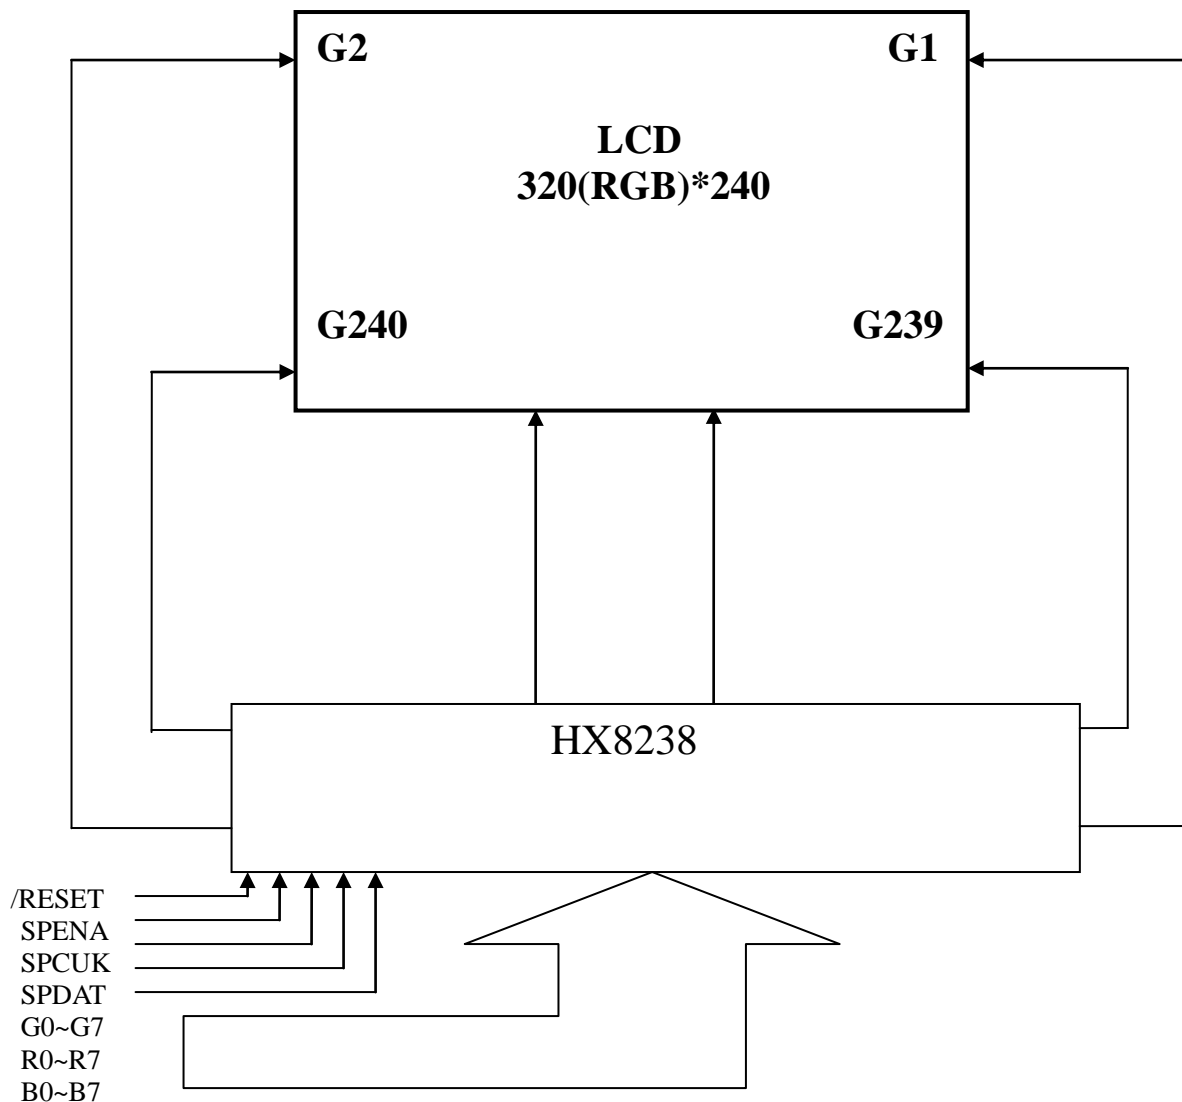 G2 G1
LCD
320(RGB)*240
G240 G239
HX8238
/RESET
SPENA
SPCUK
SPDAT
G0~G7
R0~R7
B0~B7